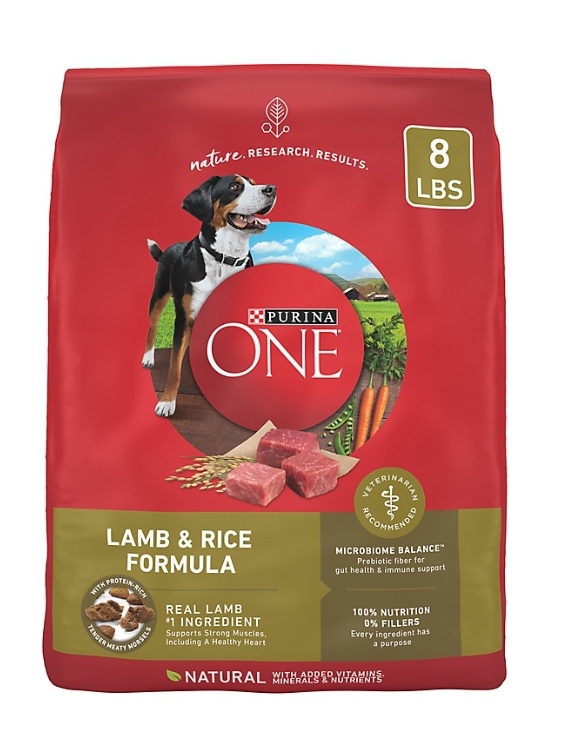 nature. RESEARCH. RESULTS.
8
LBS
PURINA
ONE®
VETERINARIAN
RECOMMENDED
LAMB & RICE
FORMULA
MICROBIOME BALANCE™
Prebiotic fiber for
gut health & immune support
WITH PROTEIN-RICH
TENDER MEATY MORSELS
REAL LAMB
#1 INGREDIENT
Supports Strong Muscles,
Including A Healthy Heart
100% NUTRITION
0% FILLERS
Every ingredient has
a purpose
NATURAL WITH ADDED VITAMINS,
MINERALS & NUTRIENTS